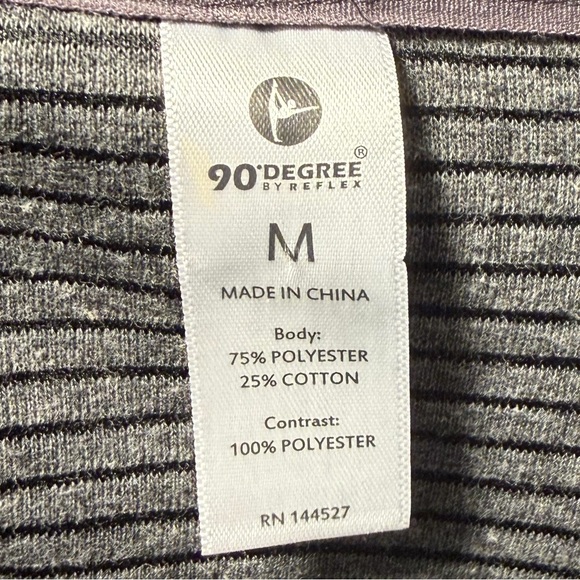 90°DEGREE®
BY REFLEX
M
MADE IN CHINA
Body:
75% POLYESTER
25% COTTON
Contrast:
100% POLYESTER
RN 144527